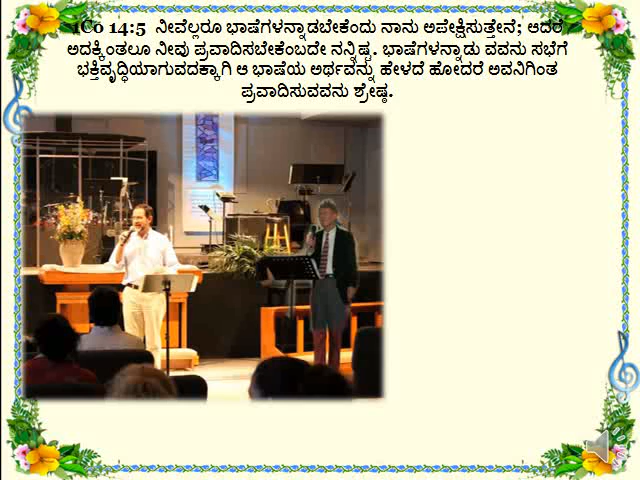 1Co 14:5 ನೀವೆಲ್ಲರೂ ಭಾಷೆಗಳನ್ನಾಡಬೇಕೆಂದು ನಾನು ಅಪೇಕ್ಷಿಸುತ್ತೇನೆ; ಆದರೆ
ಅದಕ್ಕಿಂತಲೂ ನೀವು ಪ್ರವಾದಿಸಬೇಕೆಂಬದೇ ನನ್ನಿಷ್ಟ. ಭಾಷೆಗಳನ್ನಾಡು ವವನು ಸಭೆಗೆ
ಭಕ್ತಿವೃದ್ಧಿಯಾಗುವದಕ್ಕಾಗಿ ಆ ಭಾಷೆಯ ಅರ್ಥವನ್ನು ಹೇಳದೆ ಹೋದರೆ ಅವನಿಗಿಂತ
ಪ್ರವಾದಿಸುವವನು ಶ್ರೇಷ್ಠ.